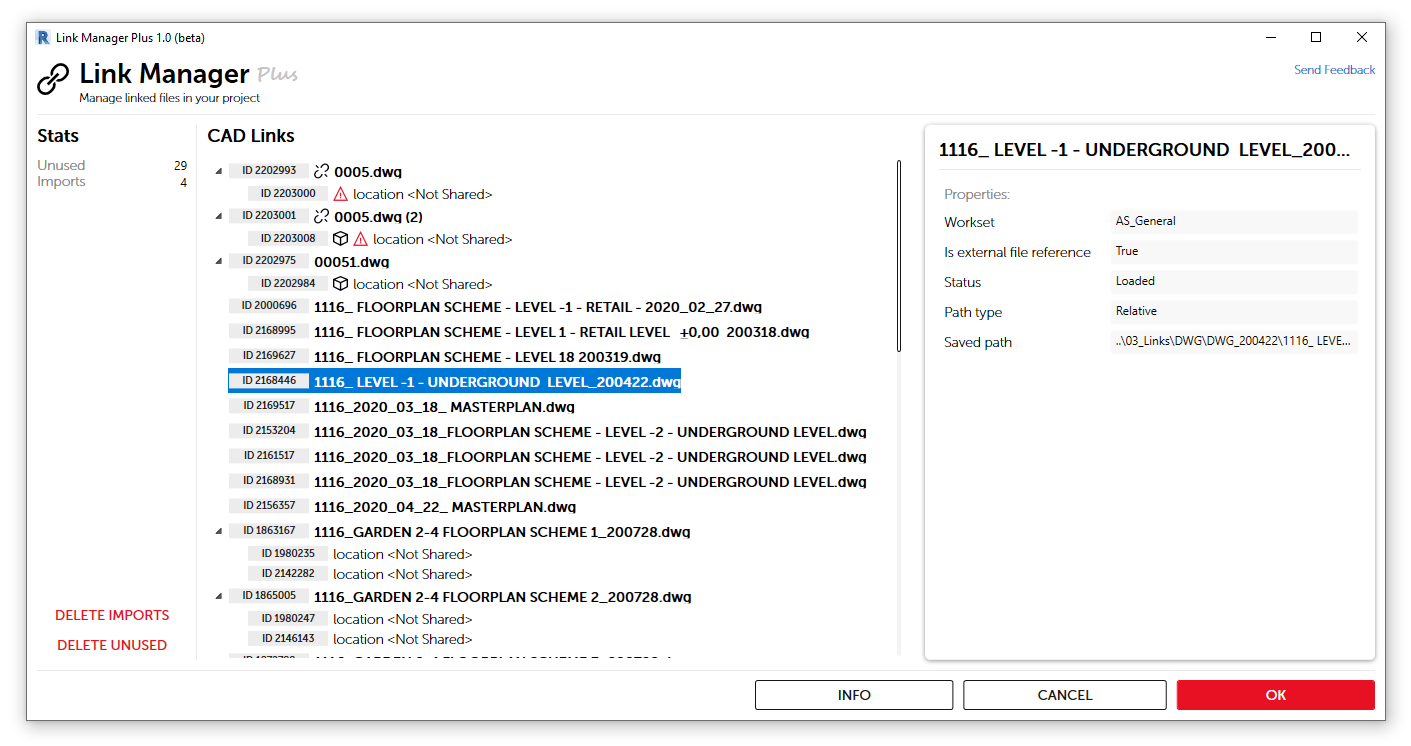 Link Manager Plus 1.0 (beta)
Link Manager Plus
Manage linked files in your project
Send Feedback
Stats
Unused 29
Imports 4
DELETE IMPORTS
DELETE UNUSED
CAD Links
ID 2202993 0005.dwg
ID 2203000 location <Not Shared>
ID 2203001 0005.dwg (2)
ID 2203008 location <Not Shared>
ID 2202975 00051.dwg
ID 2202984 location <Not Shared>
ID 2000696 1116_ FLOORPLAN SCHEME - LEVEL -1 - RETAIL - 2020_02_27.dwg
ID 2168995 1116_ FLOORPLAN SCHEME - LEVEL 1 - RETAIL LEVEL ±0,00 200318.dwg
ID 2169627 1116_ FLOORPLAN SCHEME - LEVEL 18 200319.dwg
ID 2168446 1116_ LEVEL -1 - UNDERGROUND LEVEL_200422.dwg
ID 2169517 1116_2020_03_18_ MASTERPLAN.dwg
ID 2153204 1116_2020_03_18_FLOORPLAN SCHEME - LEVEL -2 - UNDERGROUND LEVEL.dwg
ID 2161517 1116_2020_03_18_FLOORPLAN SCHEME - LEVEL -2 - UNDERGROUND LEVEL.dwg
ID 2168931 1116_2020_03_18_FLOORPLAN SCHEME - LEVEL -2 - UNDERGROUND LEVEL.dwg
ID 2156357 1116_2020_04_22_ MASTERPLAN.dwg
ID 1863167 1116_GARDEN 2-4 FLOORPLAN SCHEME 1_200728.dwg
ID 1980235 location <Not Shared>
ID 2142282 location <Not Shared>
ID 1865005 1116_GARDEN 2-4 FLOORPLAN SCHEME 2_200728.dwg
ID 1980247 location <Not Shared>
ID 2146143 location <Not Shared>
1116_ LEVEL -1 - UNDERGROUND LEVEL_200...
Properties:
Workset AS_General
Is external file reference True
Status Loaded
Path type Relative
Saved path ..\03_Links\DWG\DWG_200422\1116_ LEVE...
INFO
CANCEL
OK